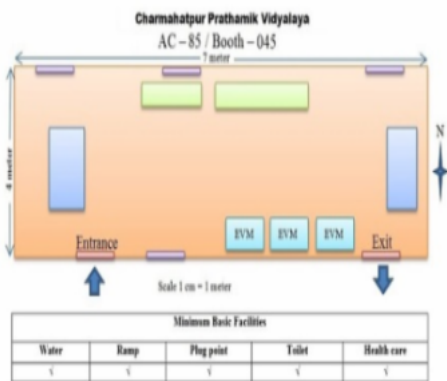 Charmahatpur Prathamik Vidyalaya
AC – 85 / Booth – 045
7 meter
4 meter
N
EVM EVM EVM
Entrance
Exit
Scale 1 cm = 1 meter
Minimum Basic Facilities
Water Ramp Plug point Toilet Health care
√ √ √ √ √